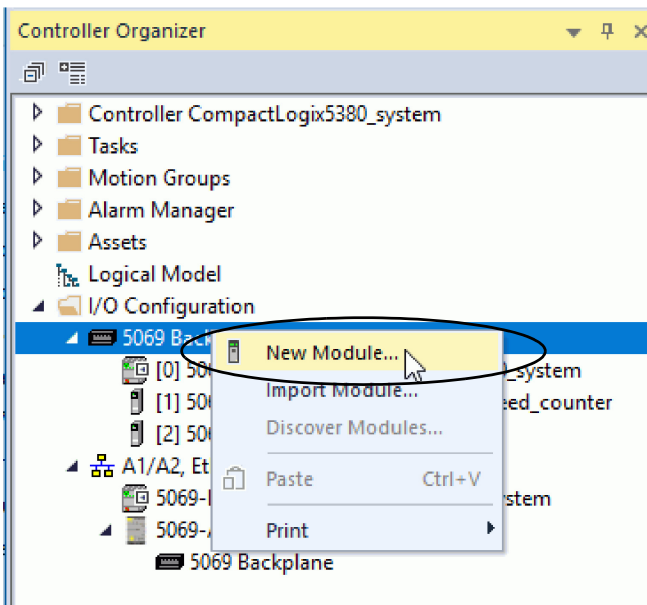 Controller Organizer
Controller CompactLogix5380_system
Tasks
Motion Groups
Alarm Manager
Assets
Logical Model
I/O Configuration
5069 Back
New Module...
[0] 50 _system
Import Module...
[1] 50 eed_counter
Discover Modules...
[2] 50
A1/A2, Et
Paste Ctrl+V
5069- stem
5069-
Print
5069 Backplane